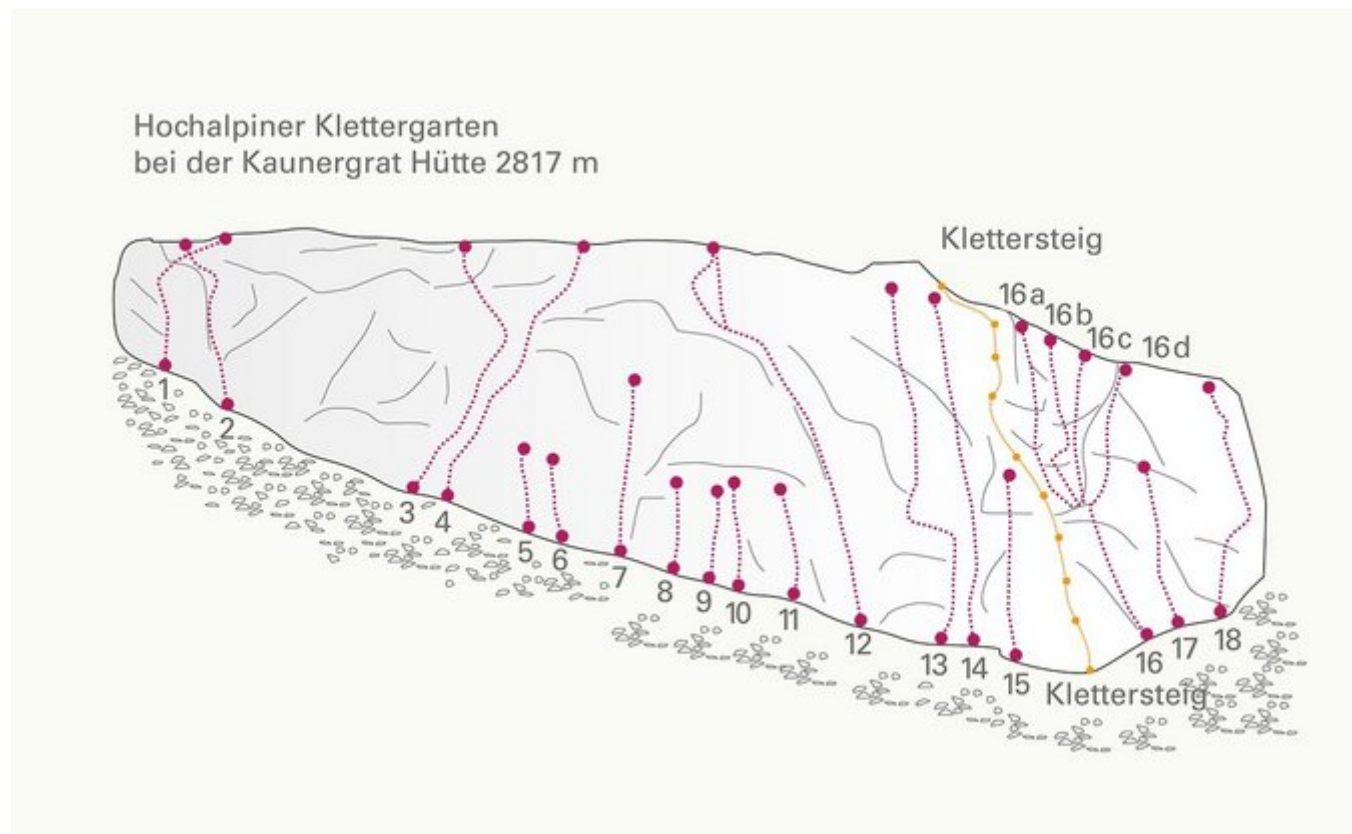 Hochalpiner Klettergarten
bei der Kaunergrat Hütte 2817 m
Klettersteig
16a
16b
16c
16d
1
2
3
4
5
6
7
8
9
10
11
12
13
14
15
16
17
18
Klettersteig